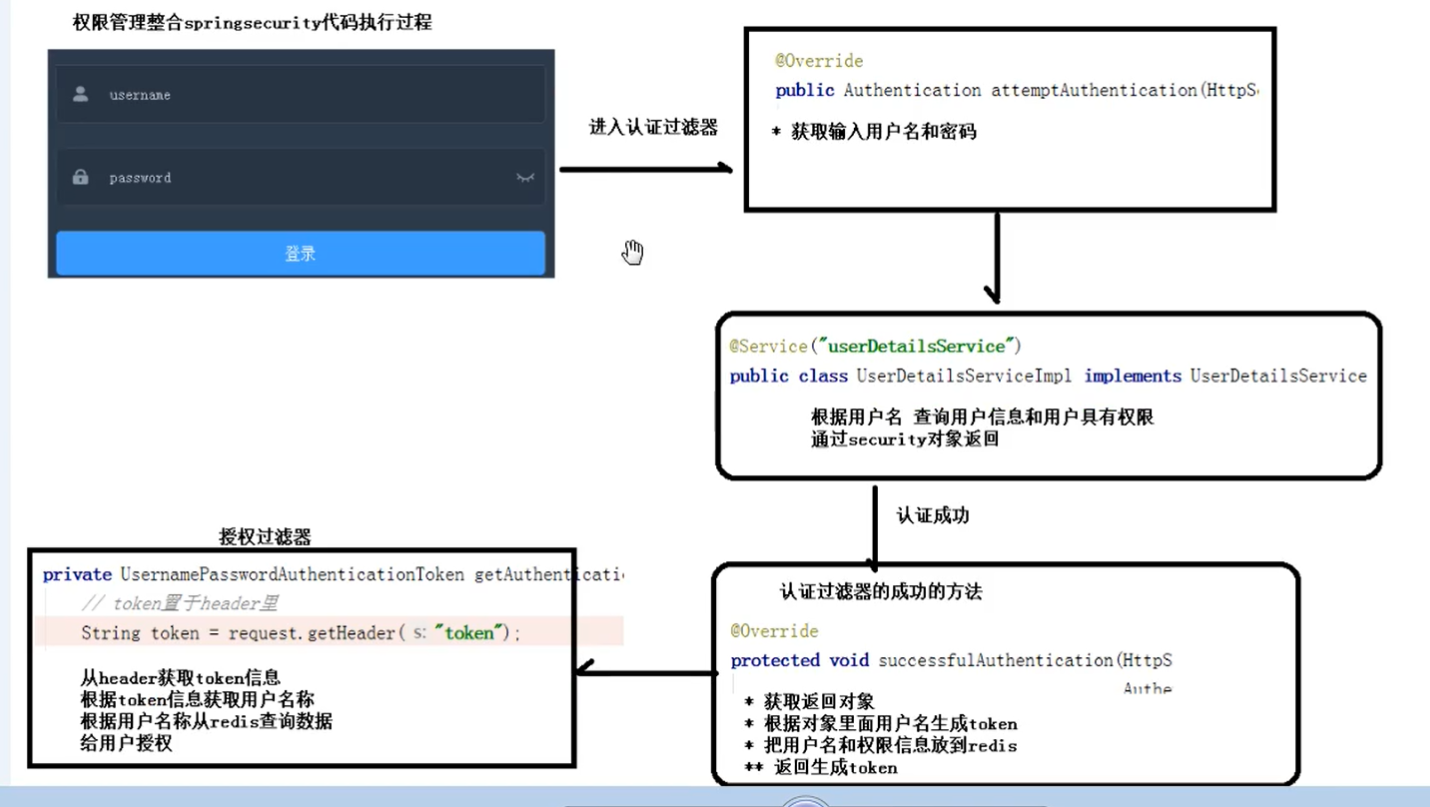 权限管理整合springsecurity代码执行过程
username
password
登录
进入认证过滤器
@Override
public Authentication attemptAuthentication(HttpS
* 获取输入用户名和密码
@Service("userDetailsService")
public class UserDetailsServiceImpl implements UserDetailsService
根据用户名 查询用户信息和用户具有权限
通过security对象返回
认证成功
认证过滤器的成功的方法
@Override
protected void successfulAuthentication(HttpS
Authe
* 获取返回对象
* 根据对象里面用户名生成token
* 把用户名和权限信息放到redis
** 返回生成token
授权过滤器
private UsernamePasswordAuthenticationToken getAuthenticati
// token置于header里
String token = request.getHeader( s: "token");
从header获取token信息
根据token信息获取用户名称
根据用户名称从redis查询数据
给用户授权